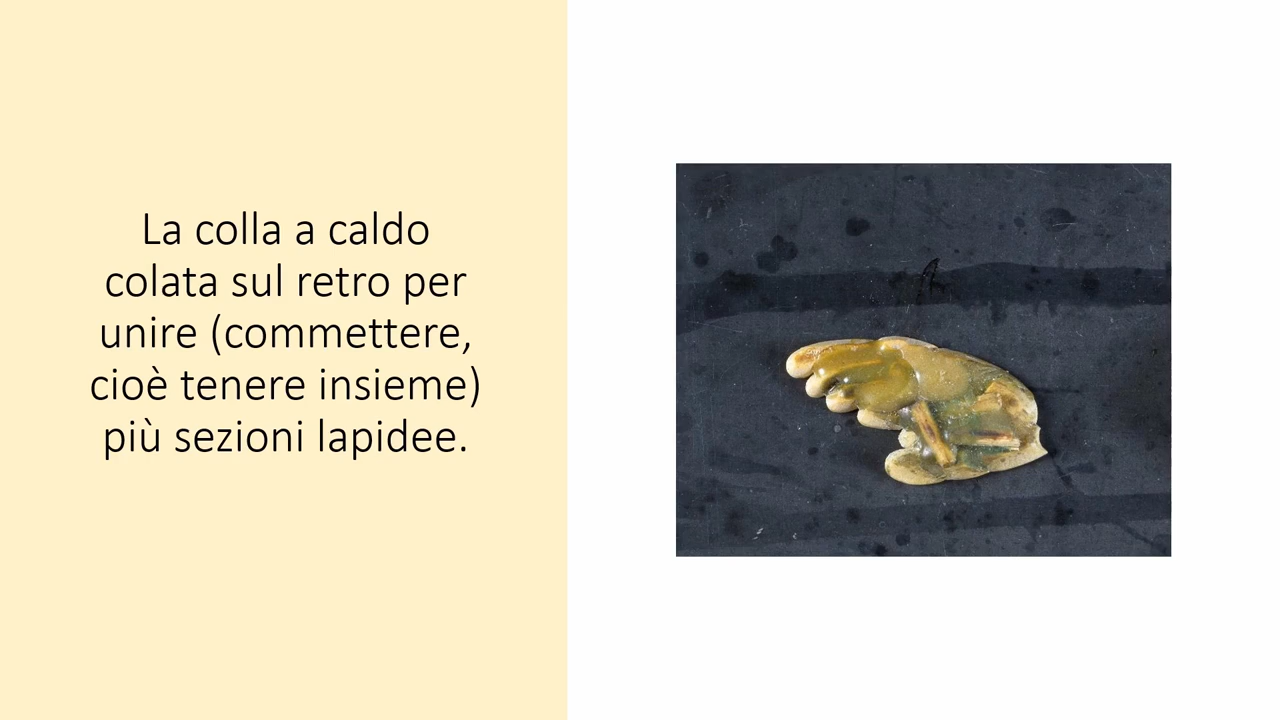 La colla a caldo
colata sul retro per
unire (commettere,
cioè tenere insieme)
più sezioni lapidee.